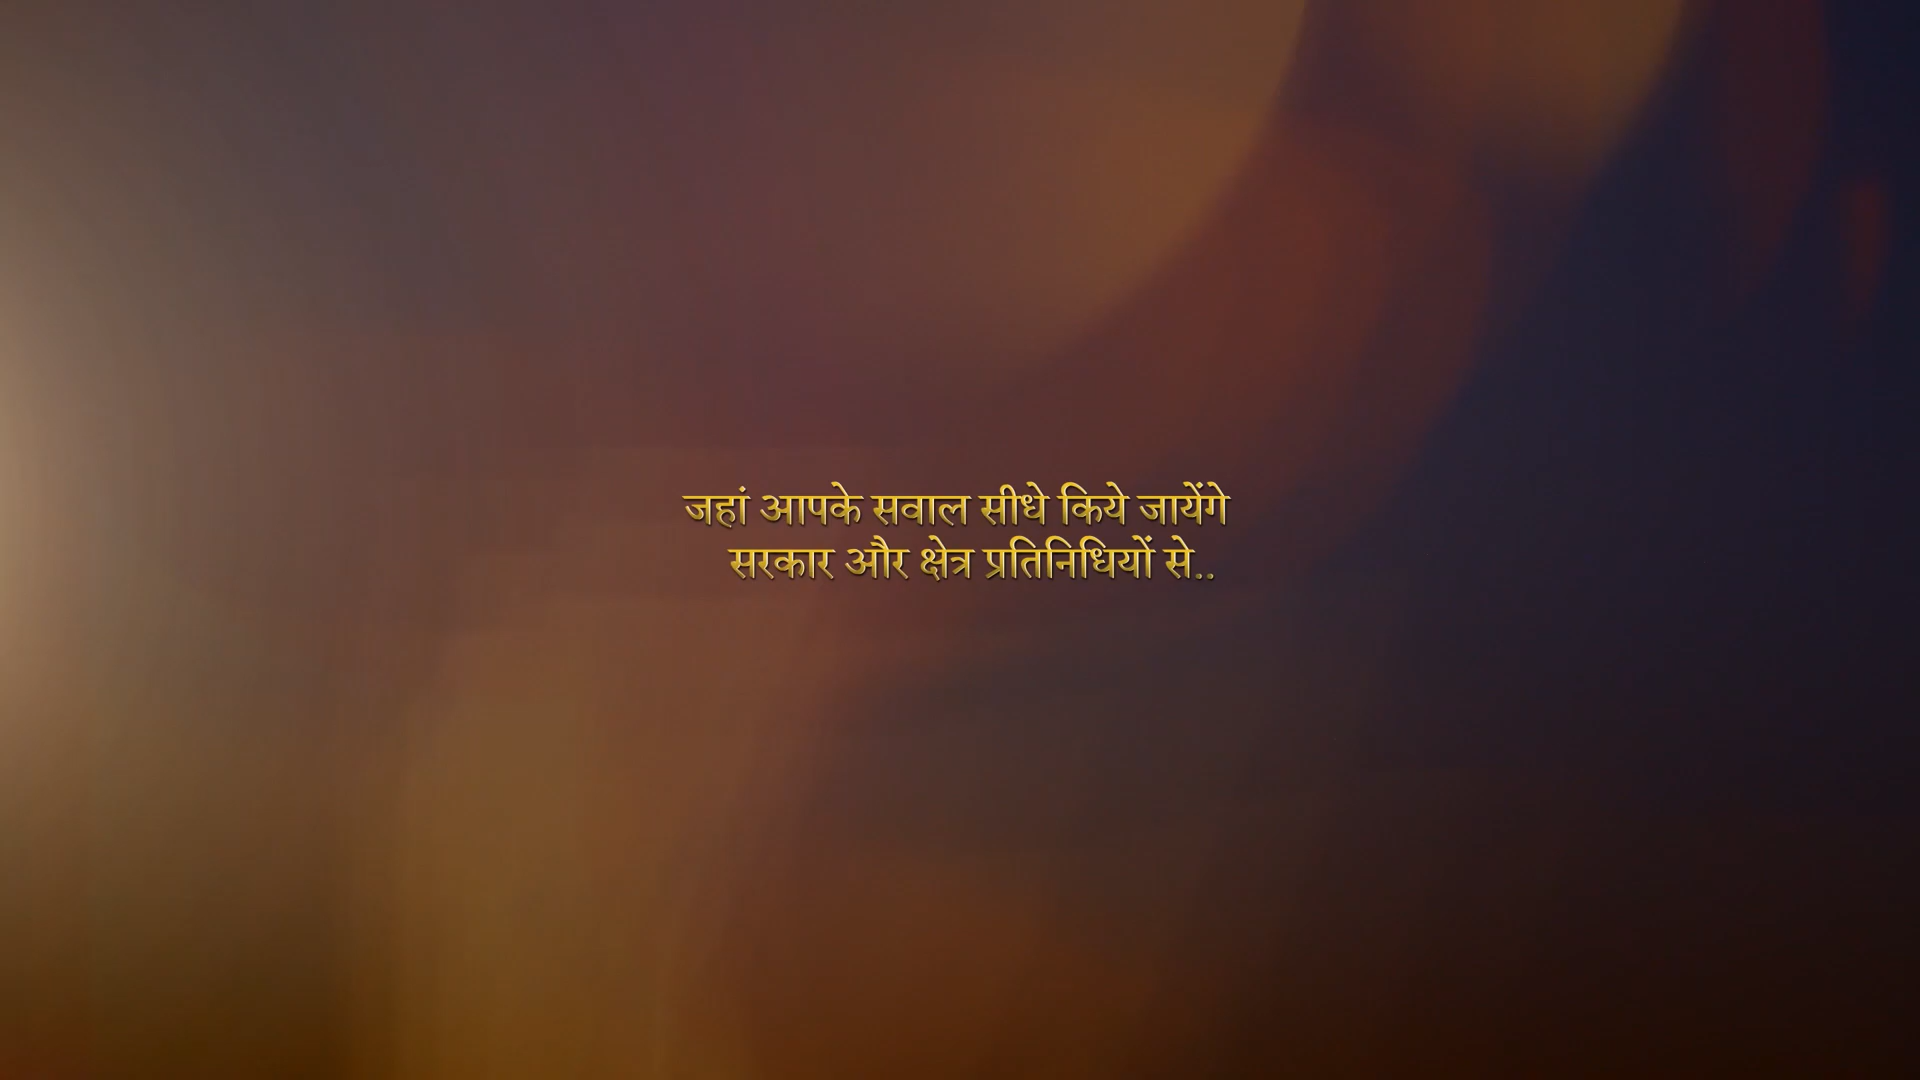 जहां आपके सवाल सीधे किये जायेंगे
सरकार और क्षेत्र प्रतिनिधियों से..